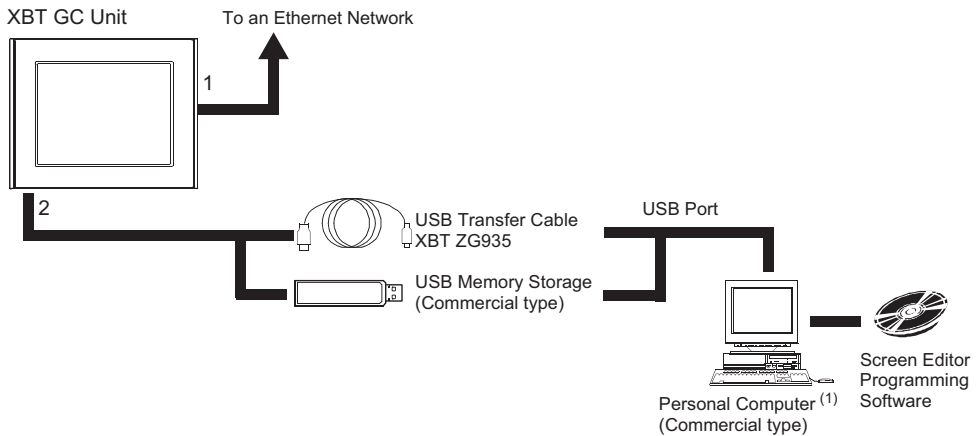 XBT GC Unit
To an Ethernet Network
1
2
USB Transfer Cable
XBT ZG935
USB Port
USB Memory Storage
(Commercial type)
Screen Editor
Programming
Software
Personal Computer (1)
(Commercial type)